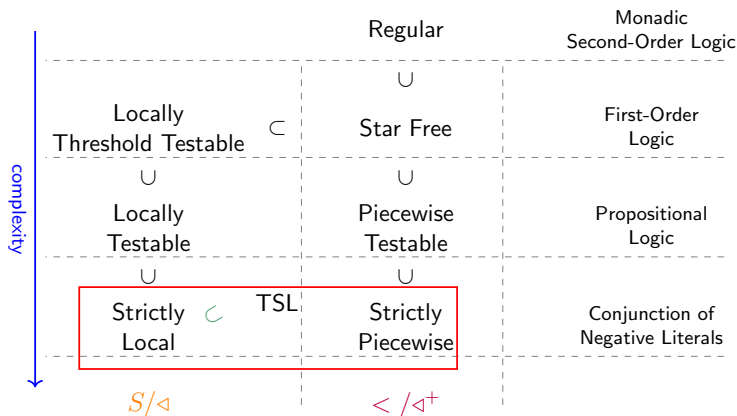 Regular
Monadic
Second-Order Logic
∪
Locally
Threshold Testable
⊂
Star Free
First-Order
Logic
∪
∪
Locally
Testable
Piecewise
Testable
Propositional
Logic
∪
∪
Strictly
Local
⊂
TSL
Strictly
Piecewise
Conjunction of
Negative Literals
S/◁
< /◁⁺
complexity